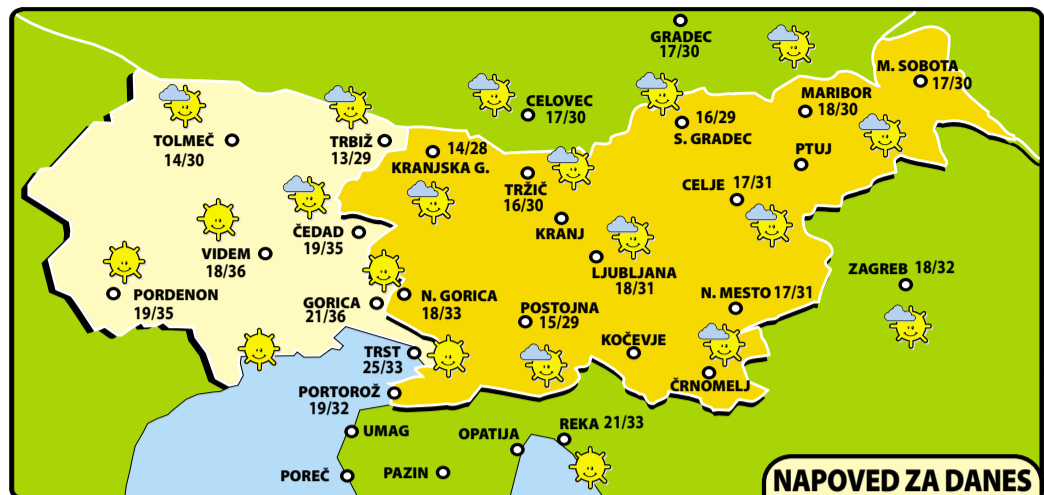 GRADEC
17/30
M. SOBOTA
17/30
MARIBOR
18/30
CELOVEC
17/30
16/29
S. GRADEC
TOLMEČ
14/30
TRBIŽ
13/29
14/28
KRANJSKA G.
PTUJ
TRŽIČ
16/30
CELJE 17/31
KRANJ
ČEDAD
19/35
VIDEM
18/36
LJUBLJANA
18/31
ZAGREB 18/32
PORDENON
19/35
GORICA
21/36
N. GORICA
18/33
POSTOJNA
15/29
N. MESTO 17/31
KOČEVJE
TRST
25/33
ČRNOMELJ
PORTOROŽ
19/32
UMAG
OPATIJA
REKA 21/33
POREČ
PAZIN
NAPOVED ZA DANES